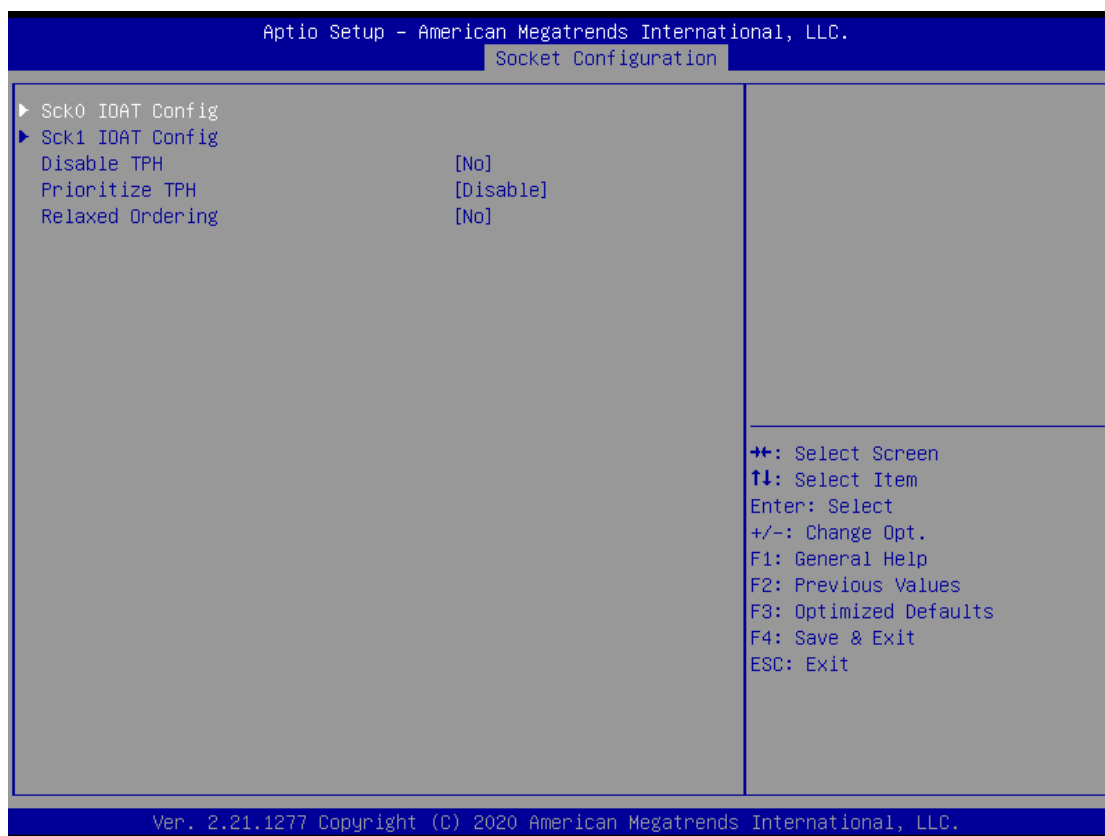 Aptio Setup – American Megatrends International, LLC.
Socket Configuration
▶ Sck0 IOAT Config
▶ Sck1 IOAT Config
Disable TPH [No]
Prioritize TPH [Disable]
Relaxed Ordering [No]
→←: Select Screen
↑↓: Select Item
Enter: Select
+/-: Change Opt.
F1: General Help
F2: Previous Values
F3: Optimized Defaults
F4: Save & Exit
ESC: Exit
Ver. 2.21.1277 Copyright (C) 2020 American Megatrends International, LLC.